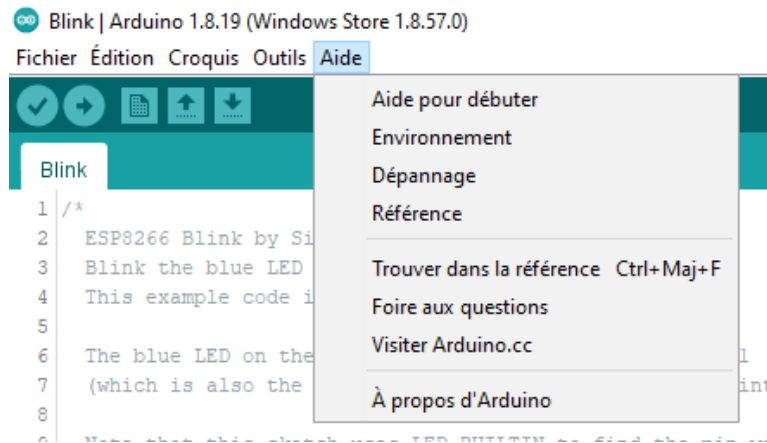 Blink | Arduino 1.8.19 (Windows Store 1.8.57.0)
Fichier Édition Croquis Outils Aide
Aide pour débuter
Environnement
Dépannage
Référence
Trouver dans la référence Ctrl+Maj+F
Foire aux questions
Visiter Arduino.cc
À propos d'Arduino
Blink
1 /*
2 ESP8266 Blink by Si
3 Blink the blue LED
4 This example code i
5
6 The blue LED on the l
7 (which is also the int
8